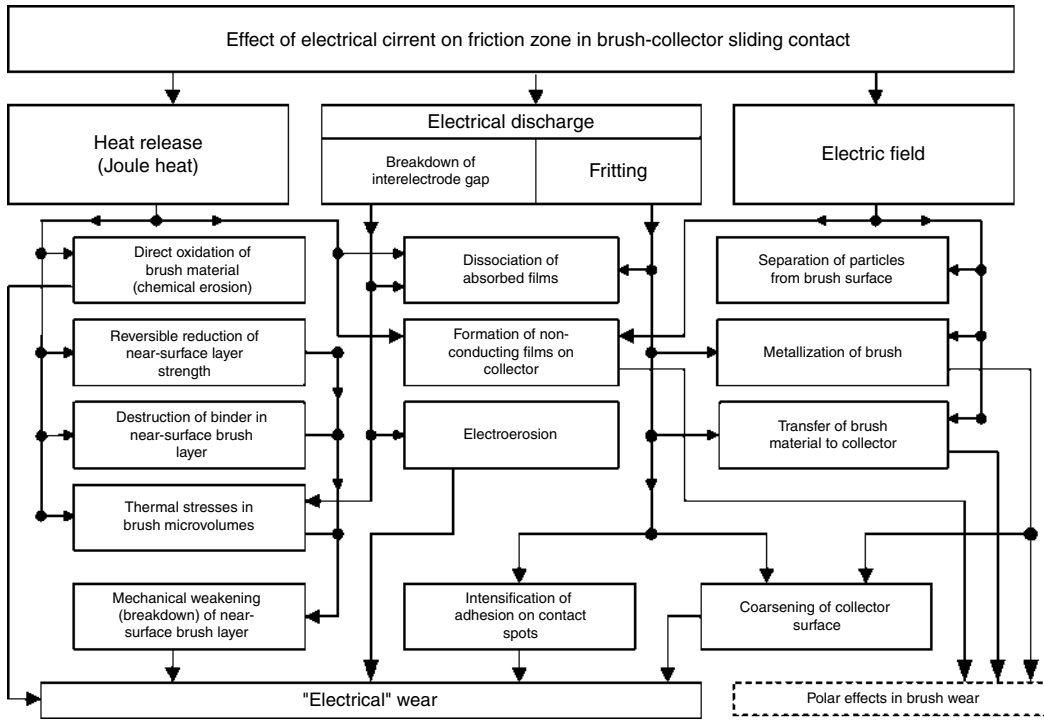 Effect of electrical cirrent on friction zone in brush-collector sliding contact
Heat release
(Joule heat)
Electrical discharge
Breakdown of
interelectrode gap
Fritting
Electric field
Direct oxidation of
brush material
(chemical erosion)
Dissociation of
absorbed films
Separation of particles
from brush surface
Reversible reduction of
near-surface layer
strength
Formation of non-
conducting films on
collector
Metallization of brush
Destruction of binder in
near-surface brush
layer
Electroerosion
Transfer of brush
material to collector
Thermal stresses in
brush microvolumes
Mechanical weakening
(breakdown) of near-
surface brush layer
Intensification of
adhesion on contact
spots
Coarsening of collector
surface
"Electrical" wear
Polar effects in brush wear